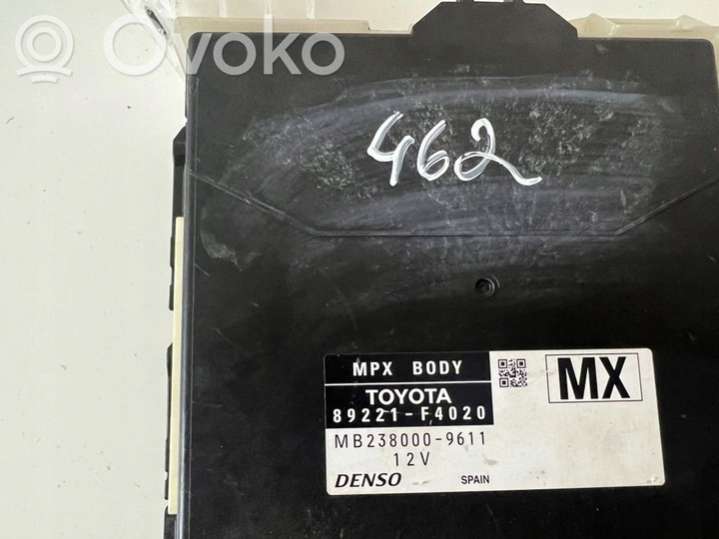 Ovoko
462
MPX BODY
TOYOTA
89221-F4020
MX
MB238000-9611
12V
DENSO
SPAIN